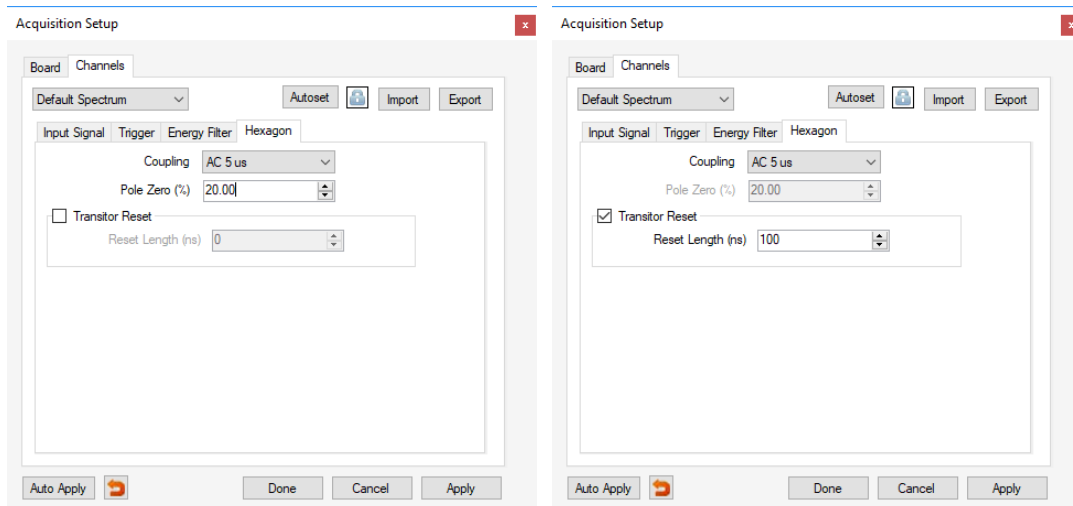 Acquisition Setup
x
Board Channels
Default Spectrum
Autoset
Import
Export
Input Signal Trigger Energy Filter Hexagon
Coupling AC 5 us
Pole Zero (%) 20.00
Transitor Reset
Reset Length (ns) 0
Auto Apply
Done
Cancel
Apply
Acquisition Setup
x
Board Channels
Default Spectrum
Autoset
Import
Export
Input Signal Trigger Energy Filter Hexagon
Coupling AC 5 us
Pole Zero (%) 20.00
Transitor Reset
Reset Length (ns) 100
Auto Apply
Done
Cancel
Apply